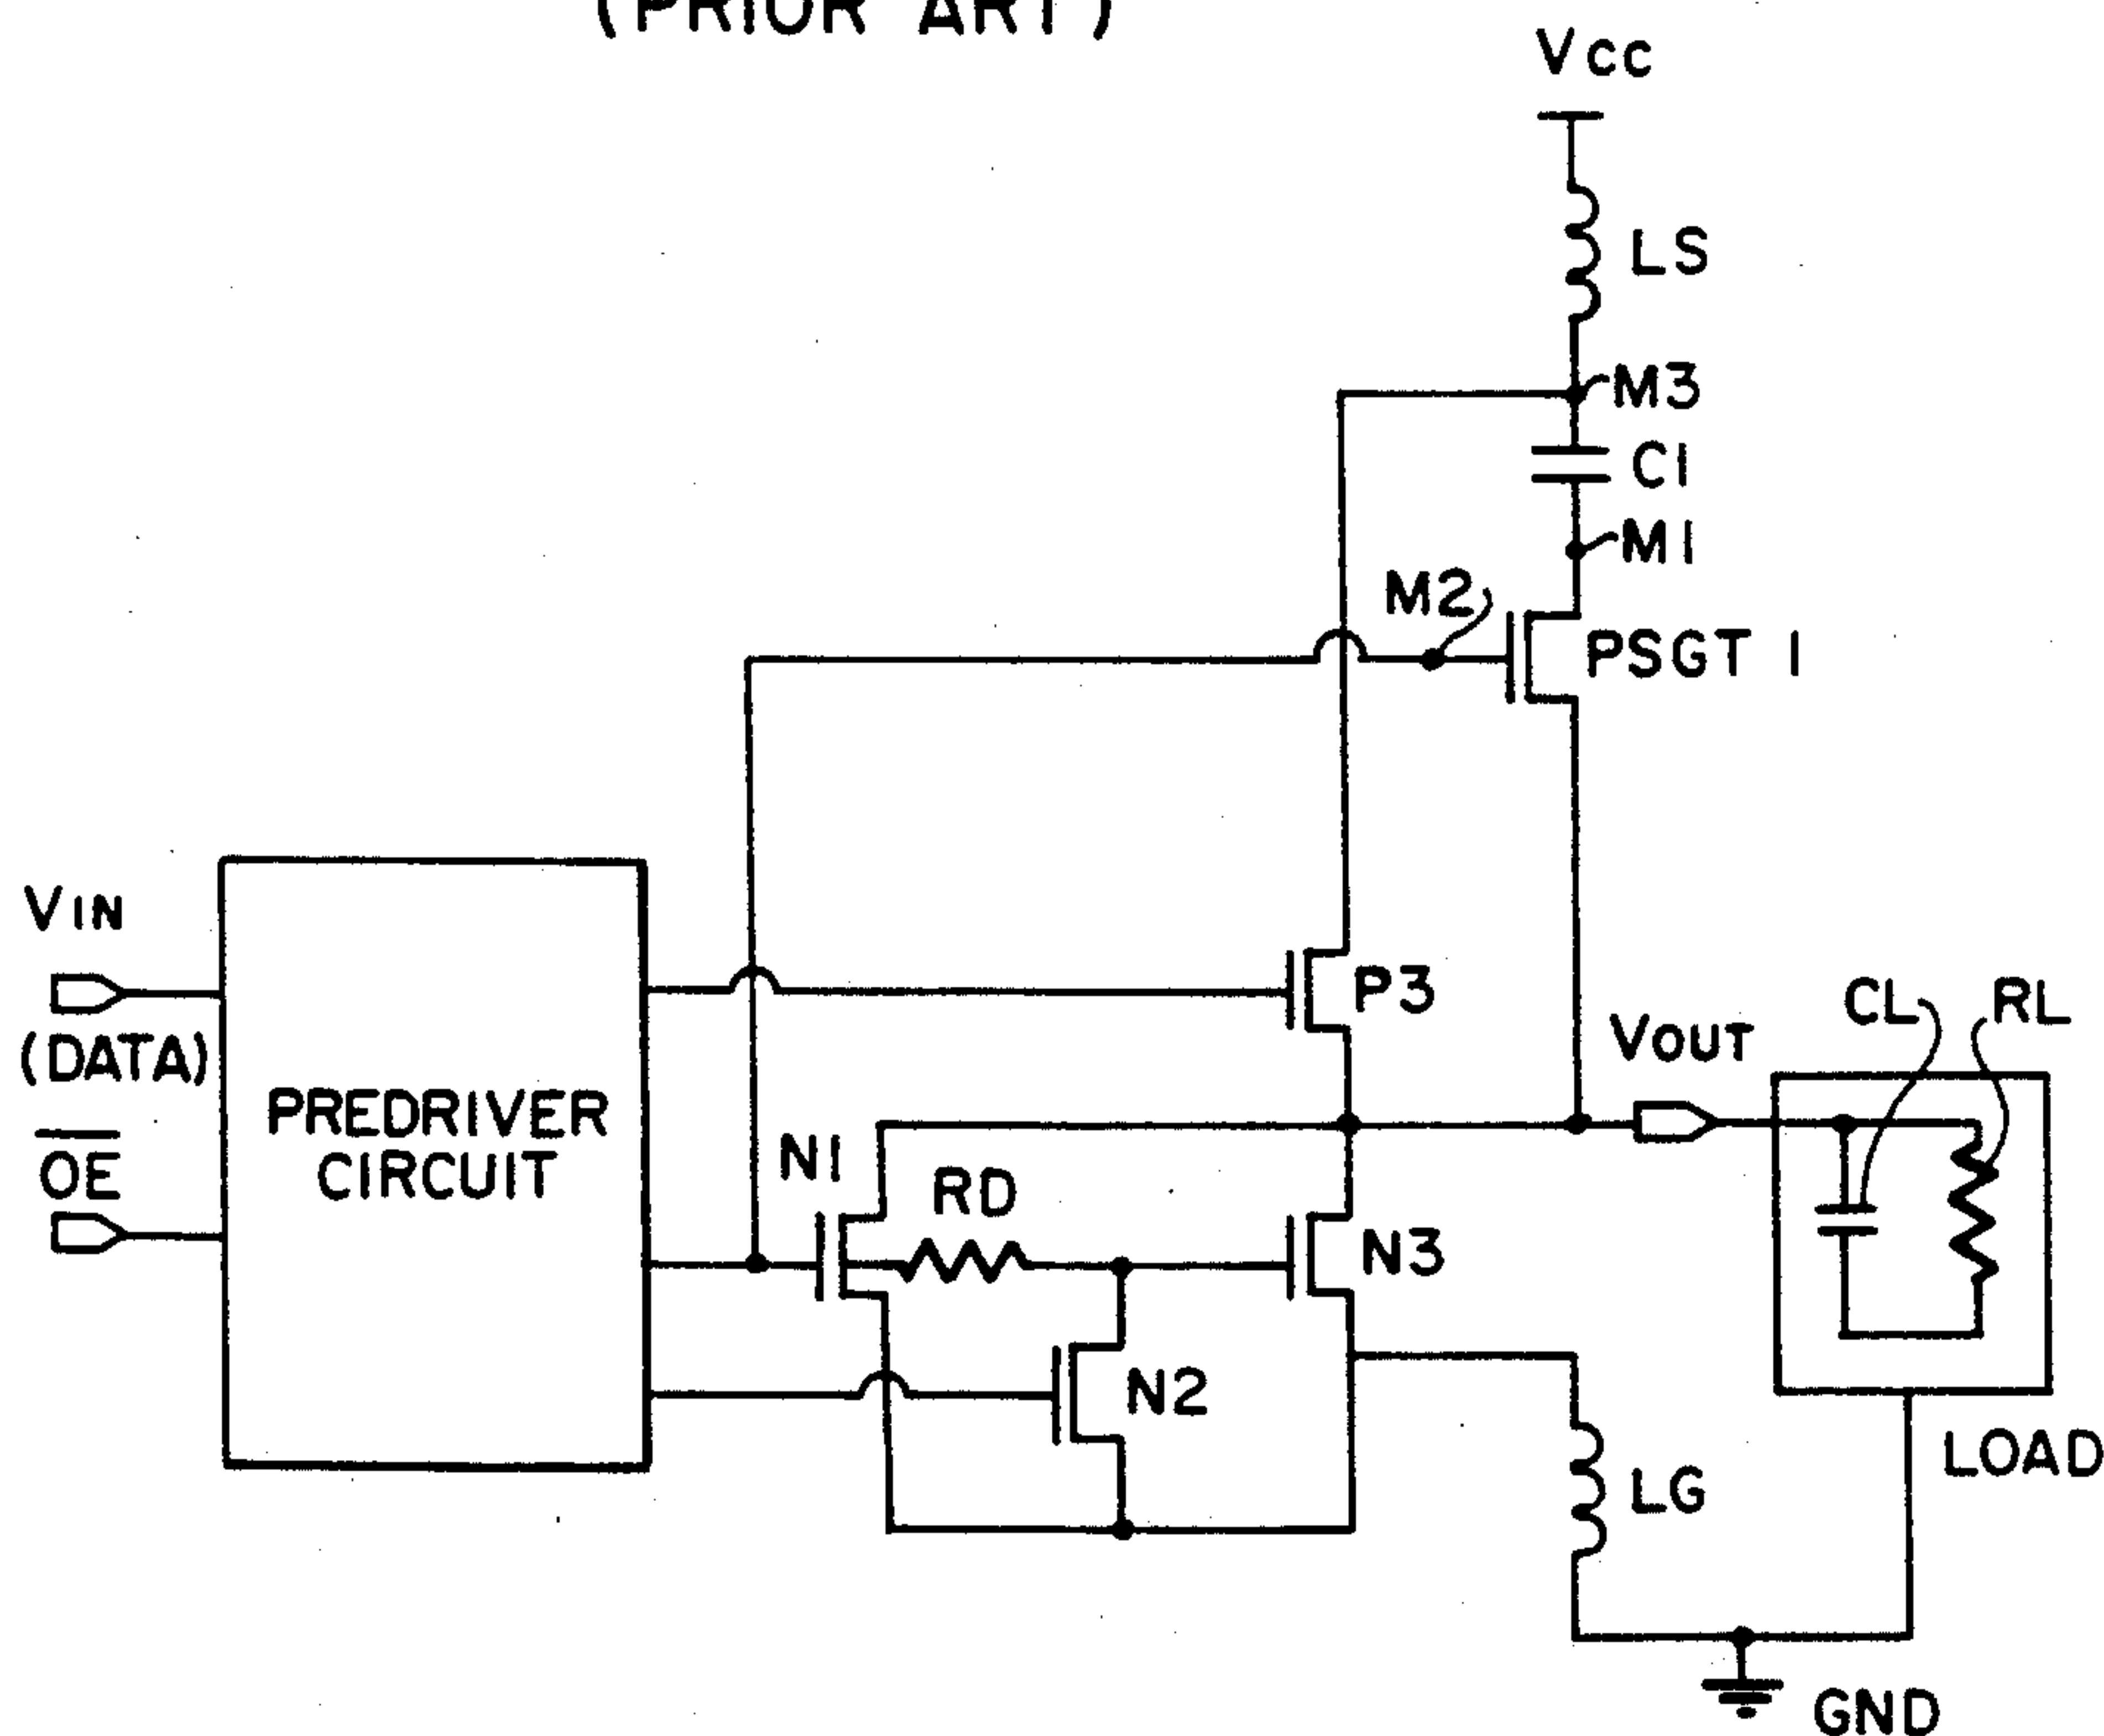 (PRIOR ART)
VCC
LS
M3
C1
M1
M2
PSGT 1
VIN
(DATA)
OE
PREDRIVER
CIRCUIT
P3
VOUT
CL
RL
N1
RD
N3
N2
LG
LOAD
GND